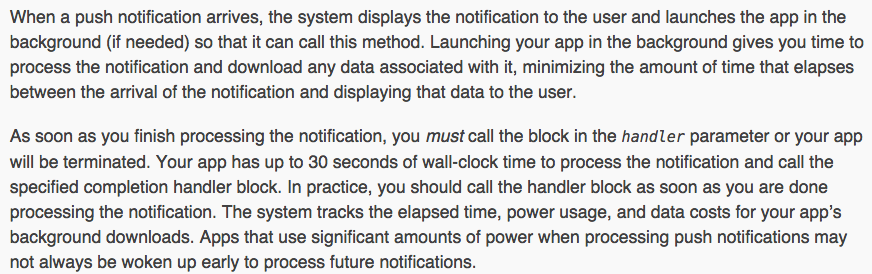 When a push notification arrives, the system displays the notification to the user and launches the app in the
background (if needed) so that it can call this method. Launching your app in the background gives you time to
process the notification and download any data associated with it, minimizing the amount of time that elapses
between the arrival of the notification and displaying that data to the user.
As soon as you finish processing the notification, you must call the block in the handler parameter or your app
will be terminated. Your app has up to 30 seconds of wall-clock time to process the notification and call the
specified completion handler block. In practice, you should call the handler block as soon as you are done
processing the notification. The system tracks the elapsed time, power usage, and data costs for your app’s
background downloads. Apps that use significant amounts of power when processing push notifications may
not always be woken up early to process future notifications.